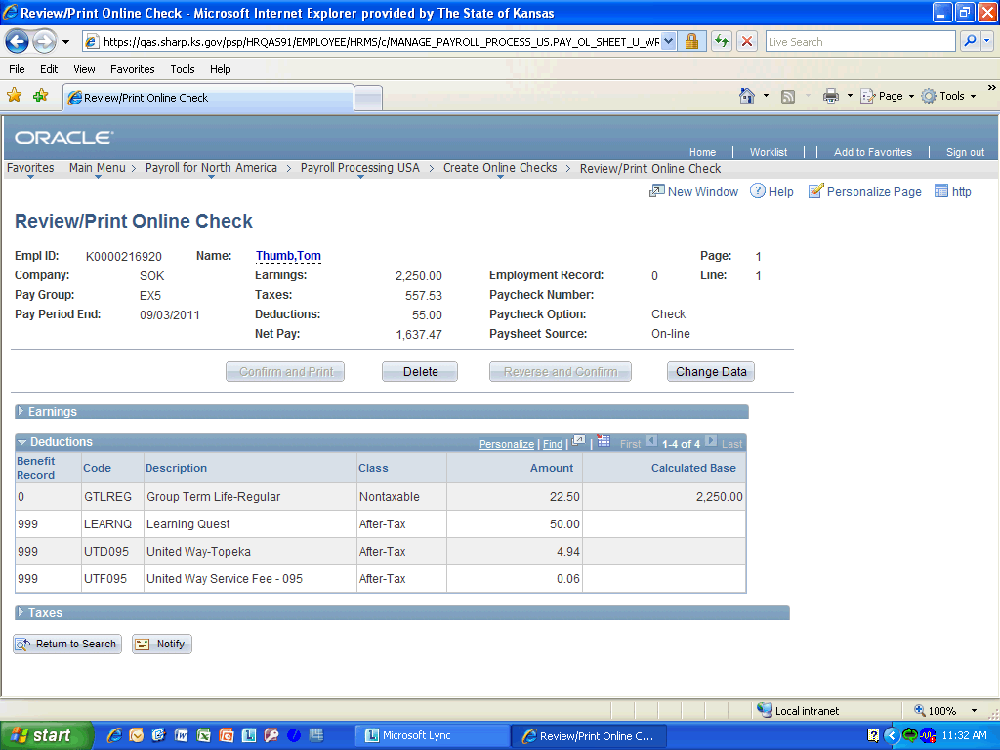 Review/Print Online Check - Microsoft Internet Explorer provided by The State of Kansas
https://qas.sharp.ks.gov/psp/HRQAS91/EMPLOYEE/HRMS/c/MANAGE_PAYROLL_PROCESS_US.PAY_OL_SHEET_U_WR Live Search
File Edit View Favorites Tools Help
Review/Print Online Check Page Tools »
ORACLE
Home Worklist Add to Favorites Sign out
Favorites Main Menu > Payroll for North America > Payroll Processing USA > Create Online Checks > Review/Print Online Check
New Window Help Personalize Page http
Review/Print Online Check
Empl ID: K0000216920 Name: Thumb,Tom Page: 1
Company: SOK Earnings: 2,250.00 Employment Record: 0 Line: 1
Pay Group: EX5 Taxes: 557.53 Paycheck Number:
Pay Period End: 09/03/2011 Deductions: 55.00 Paycheck Option: Check
Net Pay: 1,637.47 Paysheet Source: On-line
Confirm and Print Delete Reverse and Confirm Change Data
Earnings
Deductions Personalize | Find | | First 1-4 of 4 Last
Benefit Record Code Description Class Amount Calculated Base
0 GTLREG Group Term Life-Regular Nontaxable 22.50 2,250.00
999 LEARNQ Learning Quest After-Tax 50.00
999 UTD095 United Way-Topeka After-Tax 4.94
999 UTF095 United Way Service Fee - 095 After-Tax 0.06
Taxes
Return to Search Notify
Local intranet 100%
start Microsoft Lync Review/Print Online C... 11:32 AM